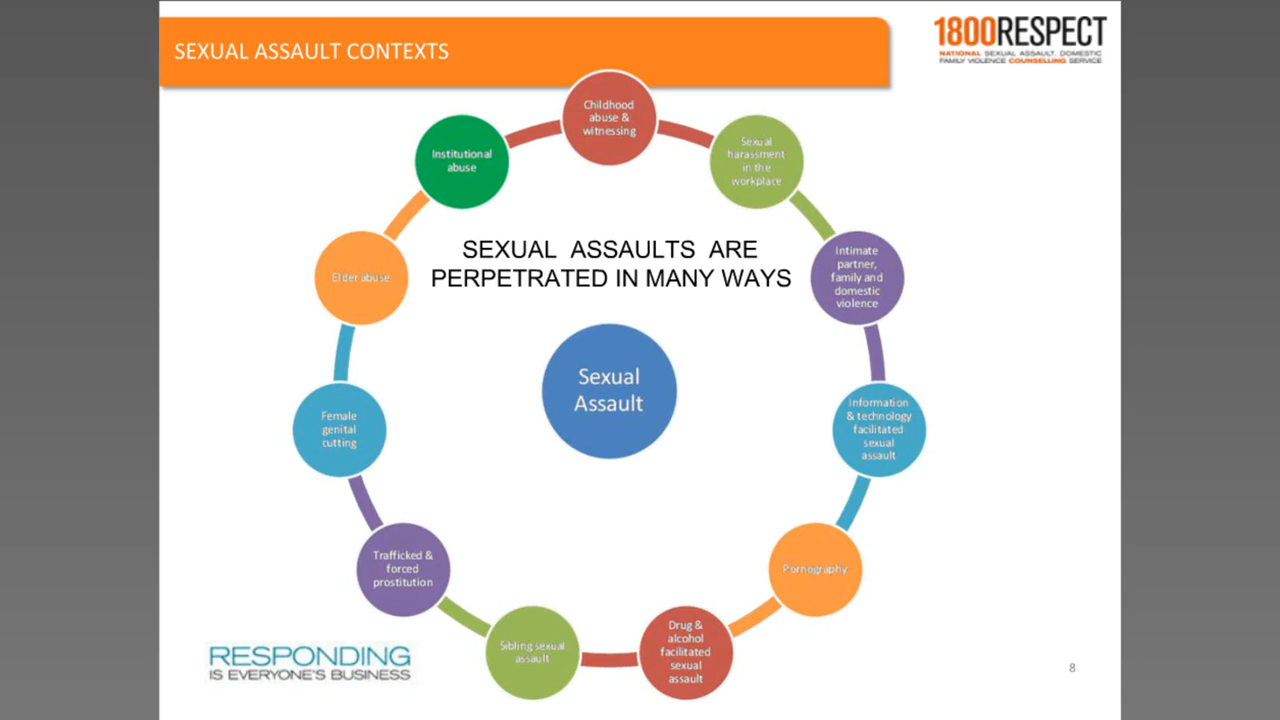 SEXUAL ASSAULT CONTEXTS
1800RESPECT
NATIONAL SEXUAL ASSAULT, DOMESTIC
FAMILY VIOLENCE COUNSELLING SERVICE
Childhood
abuse &
witnessing
Sexual
harassment
in the
workplace
Intimate
partner,
family and
domestic
violence
Information
& technology
facilitated
sexual
assault
Pornography
Drug &
alcohol
facilitated
sexual
assault
Sibling sexual
assault
Trafficked &
forced
prostitution
Female
genital
cutting
Elder abuse
Institutional
abuse
SEXUAL ASSAULTS ARE
PERPETRATED IN MANY WAYS
Sexual
Assault
RESPONDING
IS EVERYONE'S BUSINESS
8